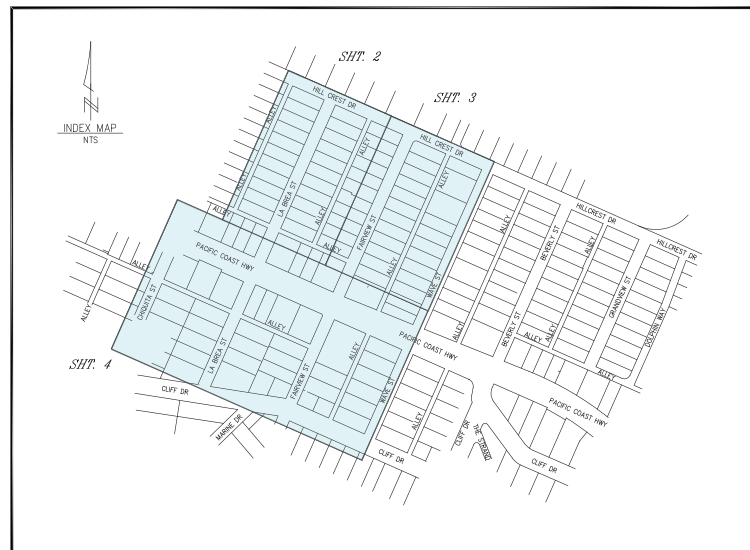 SHT. 2
SHT. 3
N
INDEX MAP
NTS
HILL CREST DR
HILL CREST DR
ALLEY
ALLEY
ALLEY
ALLEY
LA BREA ST
ALLEY
ALLEY
ALLEY
FAIRVIEW ST
ALLEY
WAVE ST
PACIFIC COAST HWY
HILLCREST DR
HILLCREST DR
ALLEY
BEVERLY ST
ALLEY
GRANDVIEW ST
DOLPHIN WAY
ALLEY
BEVERLY ST
ALLEY
ALLEY
ALLEY
CHIQUITA ST
ALLEY
LA BREA ST
ALLEY
FAIRVIEW ST
ALLEY
WAVE ST
PACIFIC COAST HWY
PACIFIC COAST HWY
SHT. 4
CLIFF DR
MARINE DR
CLIFF DR
ALLEY
CLIFF DR
THE STRAND
CLIFF DR